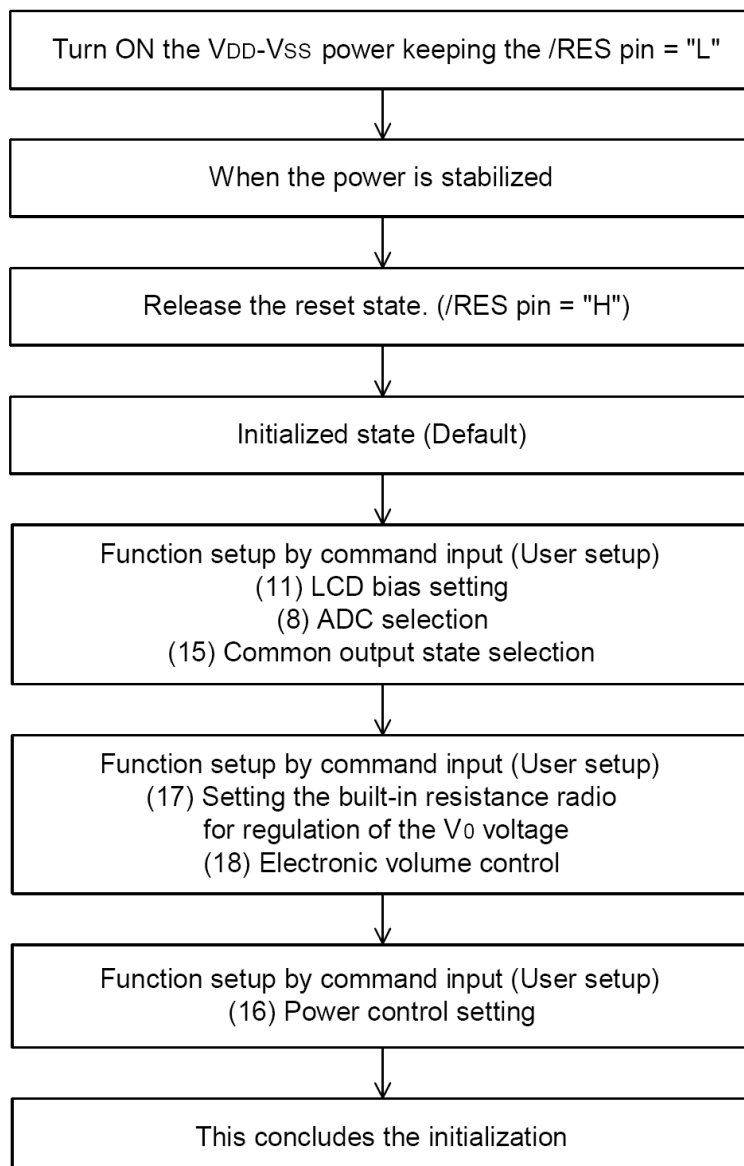 Turn ON the VDD-VSS power keeping the /RES pin = "L"
When the power is stabilized
Release the reset state. (/RES pin = "H")
Initialized state (Default)
Function setup by command input (User setup)
(11) LCD bias setting
(8) ADC selection
(15) Common output state selection
Function setup by command input (User setup)
(17) Setting the built-in resistance radio
for regulation of the V0 voltage
(18) Electronic volume control
Function setup by command input (User setup)
(16) Power control setting
This concludes the initialization